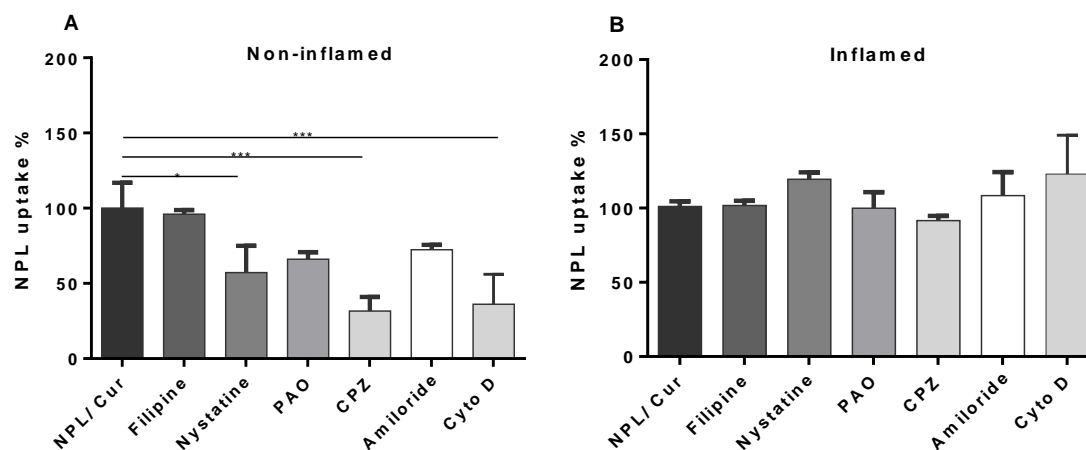 A
Non-inflamed
NPL uptake %
200
150
100
50
0
***
***
*
NPL/ Cur
Filipine
Nystatine
PAO
CPZ
Amiloride
Cyto D
B
Inflamed
NPL uptake %
200
150
100
50
0
NPL/ Cur
Filipine
Nystatine
PAO
CPZ
Amiloride
Cyto D